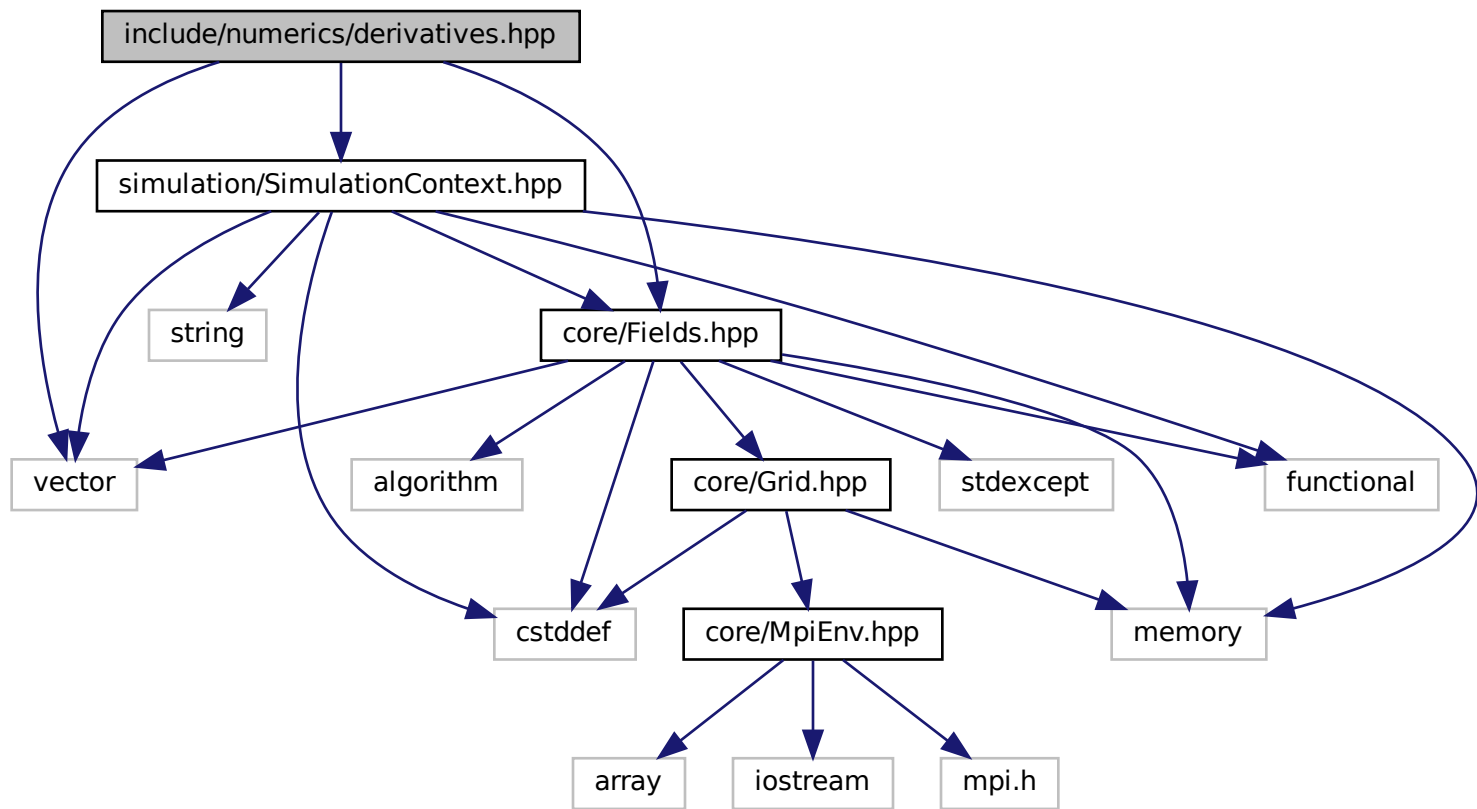 include/numerics/derivatives.hpp
simulation/SimulationContext.hpp
string
core/Fields.hpp
vector
algorithm
core/Grid.hpp
stdexcept
functional
cstddef
core/MpiEnv.hpp
memory
array
iostream
mpi.h